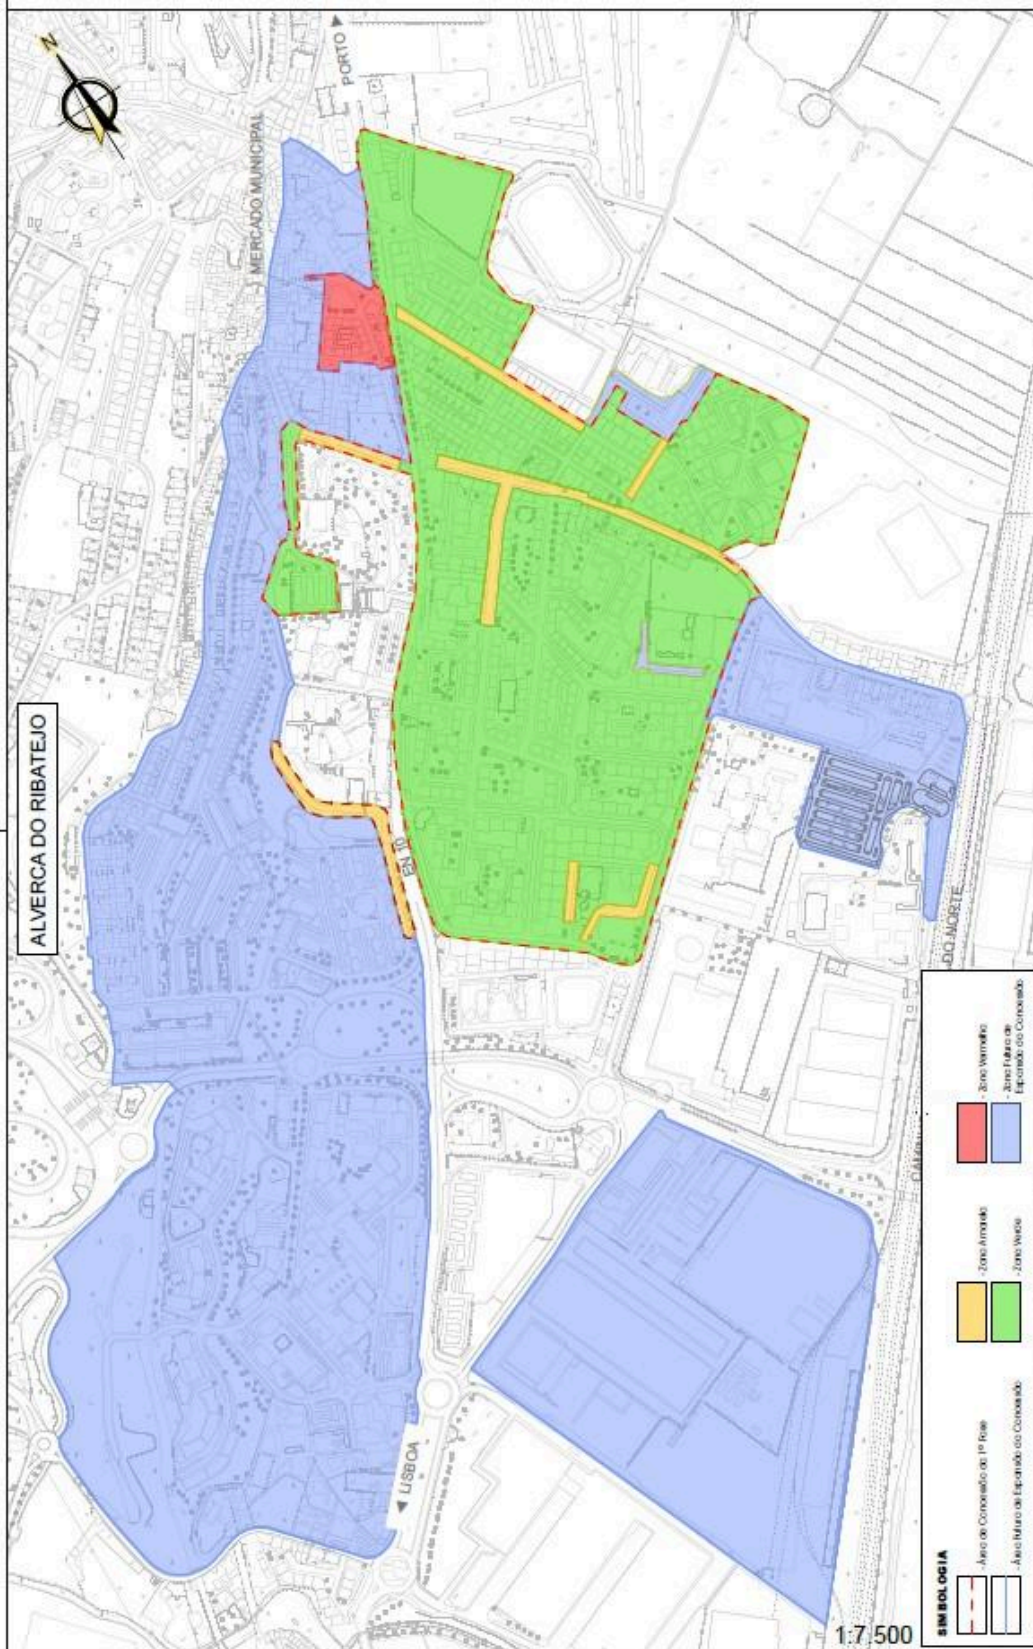 N
PORTO
MERCADO MUNICIPAL
ALVERCA DO RIBATEJO
EN 10
LISBOA
DO NORTE
1:7,500
SIMBOLOGIA
- Área de Concessão da 1ª Fase
- Área Futura de Expansão da Concessão
- Zona Amarela
- Zona Verde
- Zona Vermelha
- Zona Futura de
Expansão da Concessão